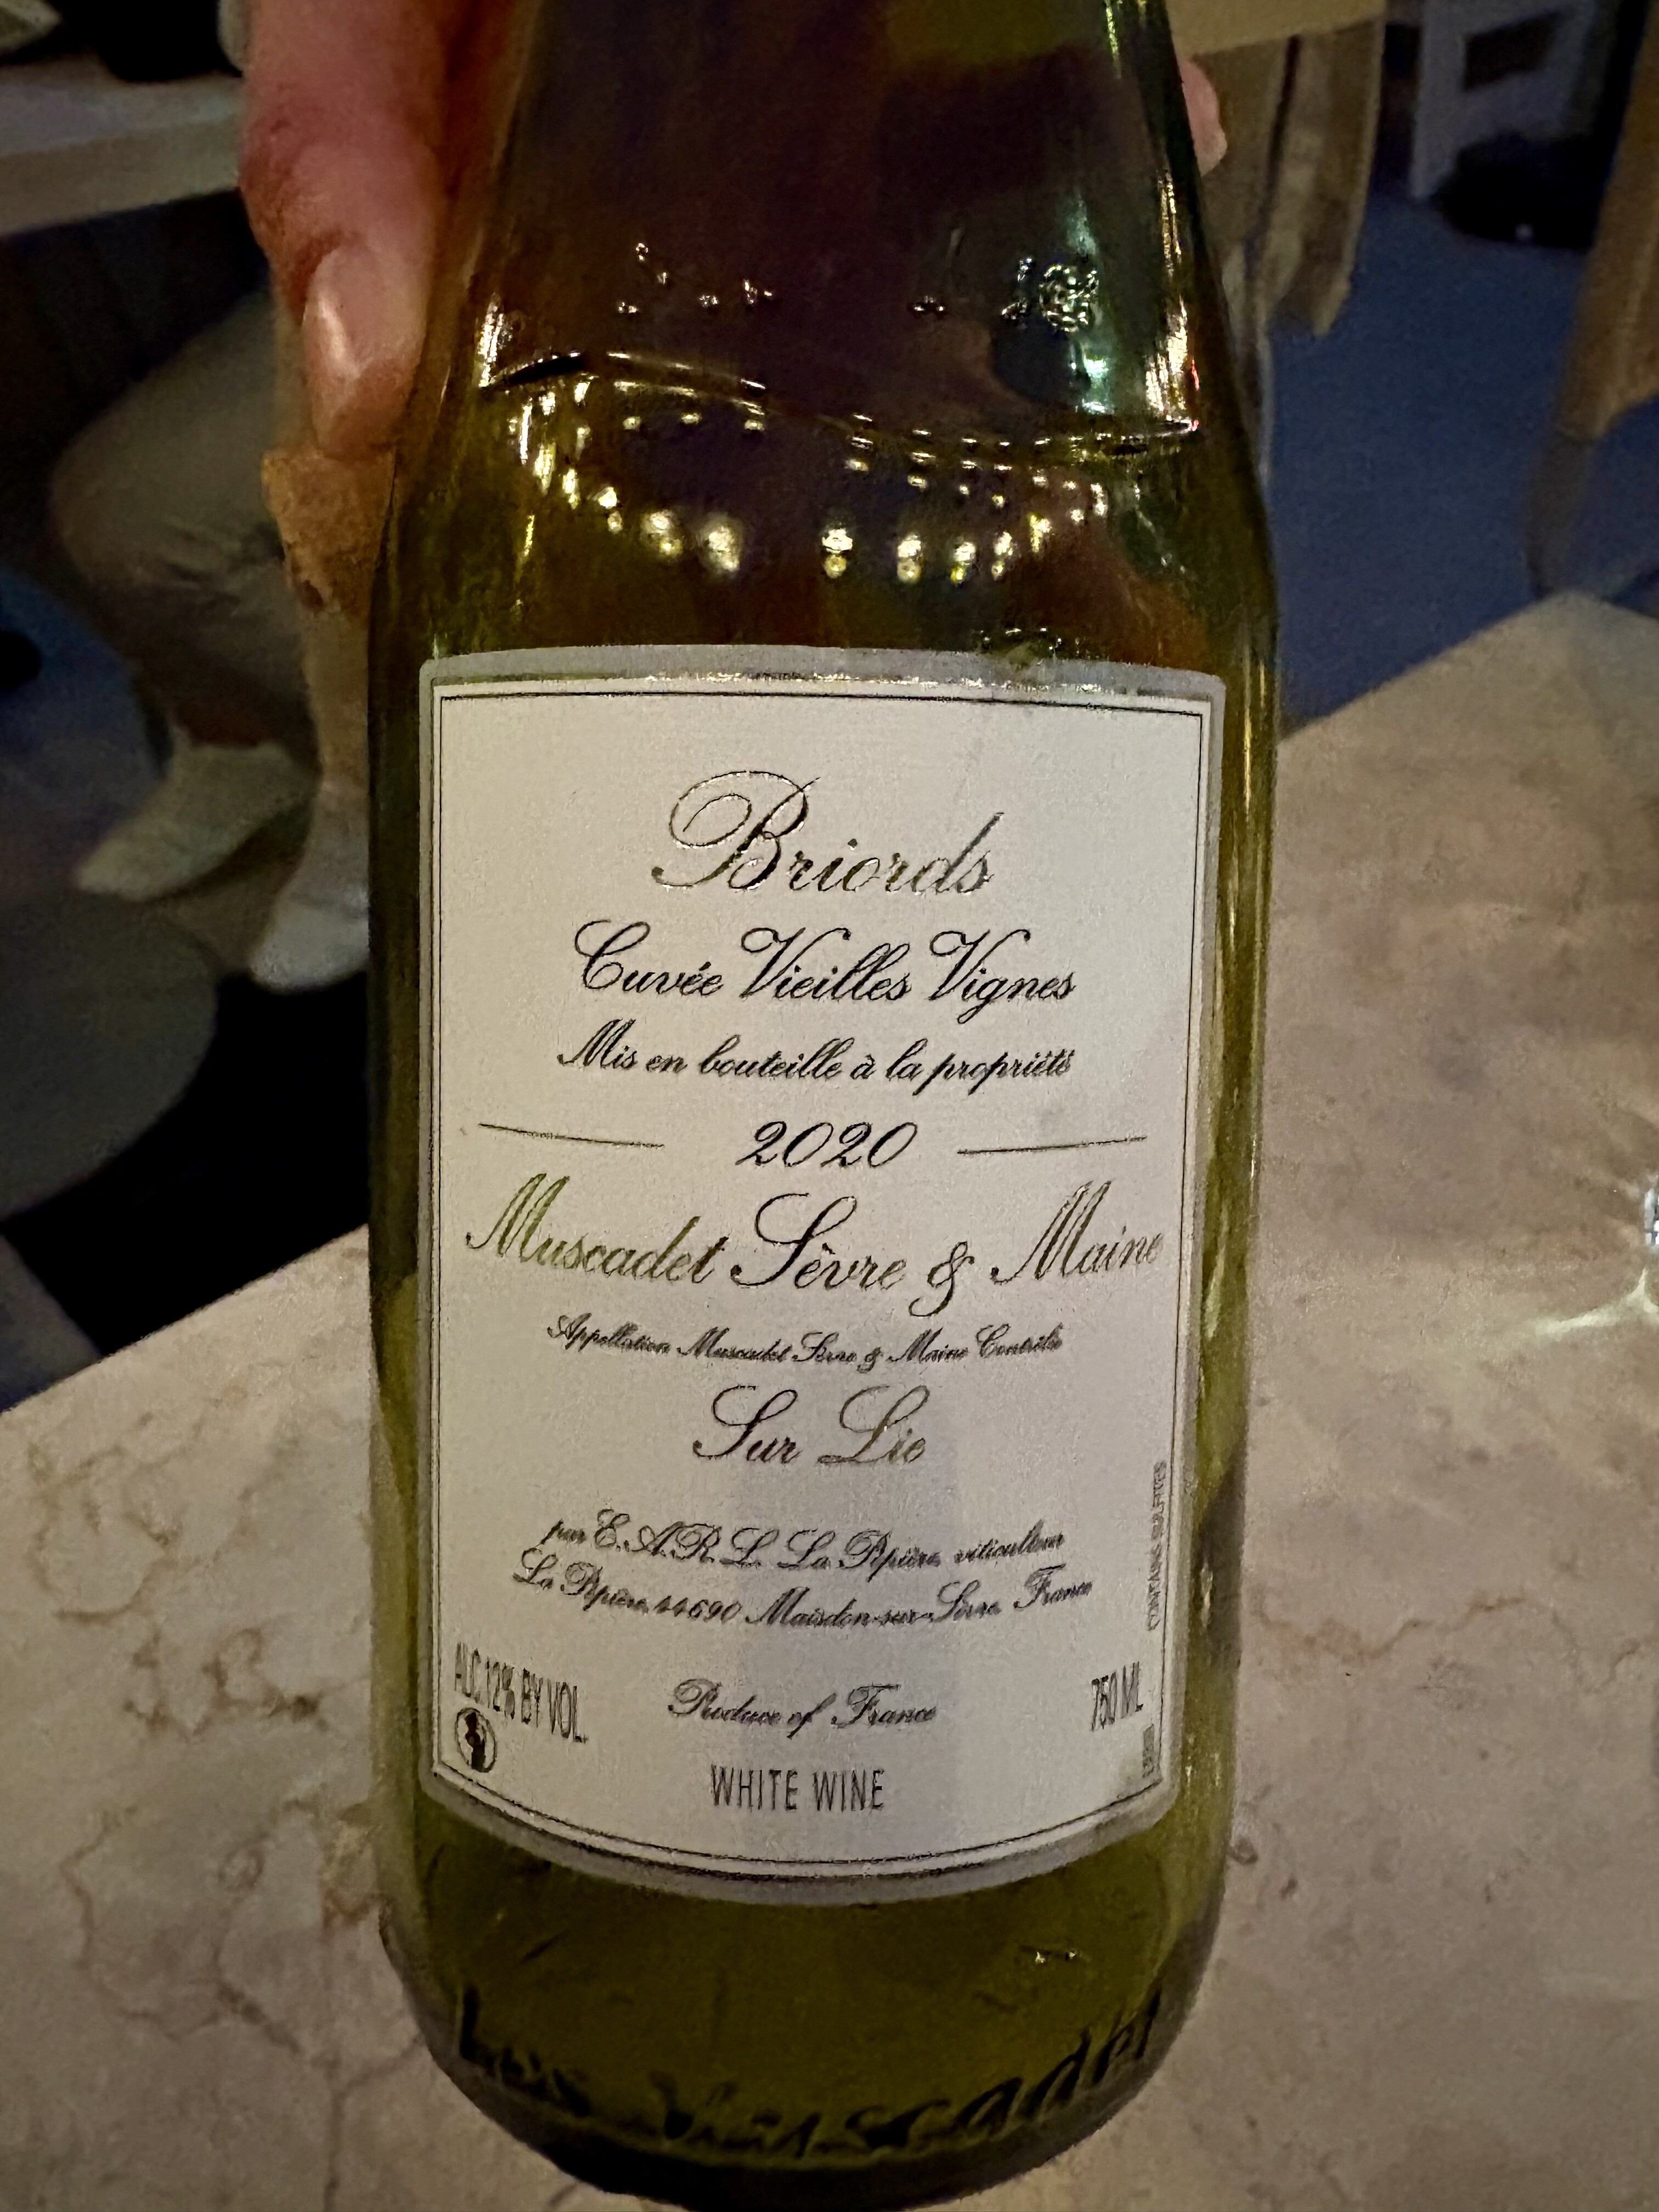 Briords
Cuvée Vieilles Vignes
Mis en bouteille à la propriété
2020
Muscadet Sèvre & Maine
Appellation Muscadet Sèvre & Maine Contrôlée
Sur Lie
par E.A.R.L. La Pépière, viticulteur
La Pépière, 44690 Maisdon-sur-Sèvre, France
CONTAINS SULFITES
ALC. 12% BY VOL.
Produce of France
750 ML
WHITE WINE
Muscadet